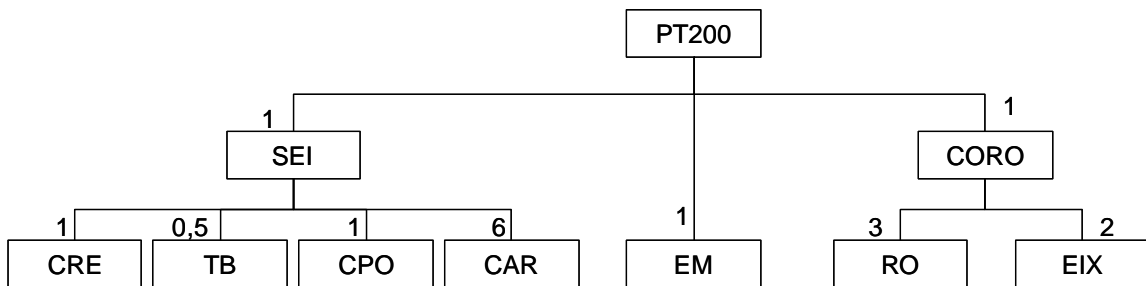 PT200
1 1
SEI CORO
1 0,5 1 6 1 3 2
CRE TB CPO CAR EM RO EIX